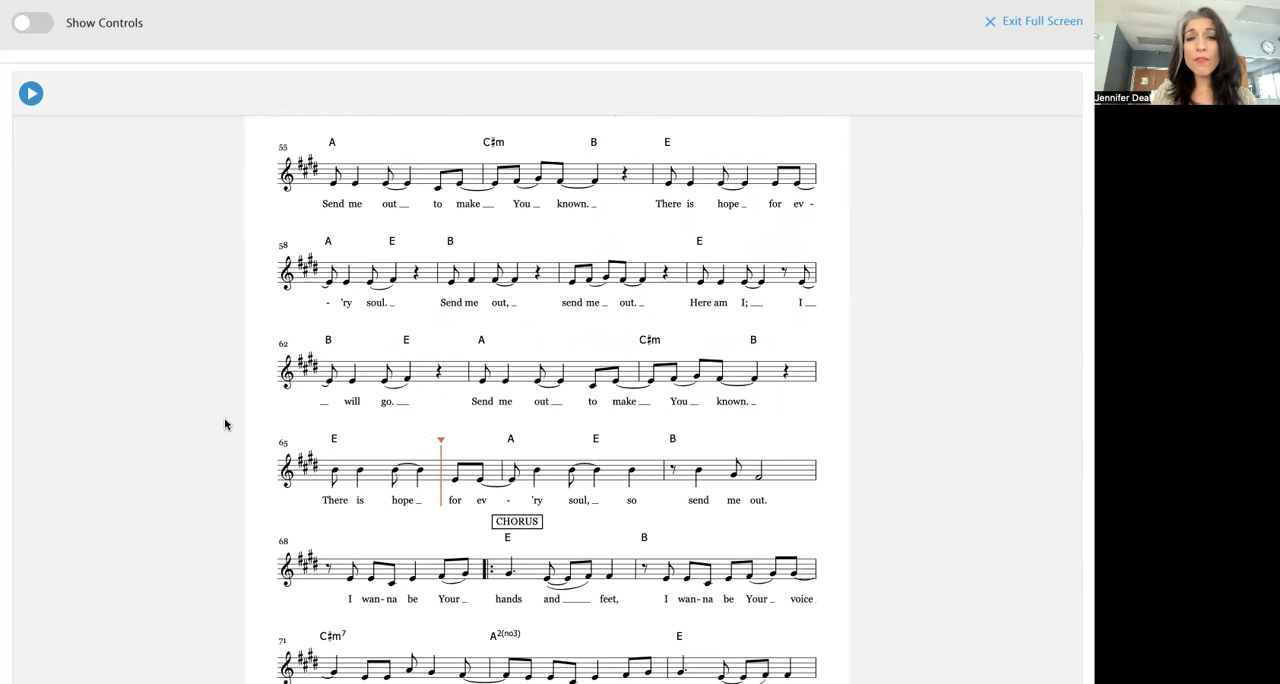 Show Controls
Exit Full Screen
Jennifer Deal
55 A C♯m B E
Send me out to make You known. There is hope for ev -
58 A E B E
- 'ry soul. Send me out, send me out. Here am I; I
62 B E A C♯m B
will go. Send me out to make You known.
65 E A E B
There is hope for ev - 'ry soul, so send me out.
CHORUS
68 E B
I wan-na be Your hands and feet, I wan-na be Your voice
71 C♯m7 A2(no3) E